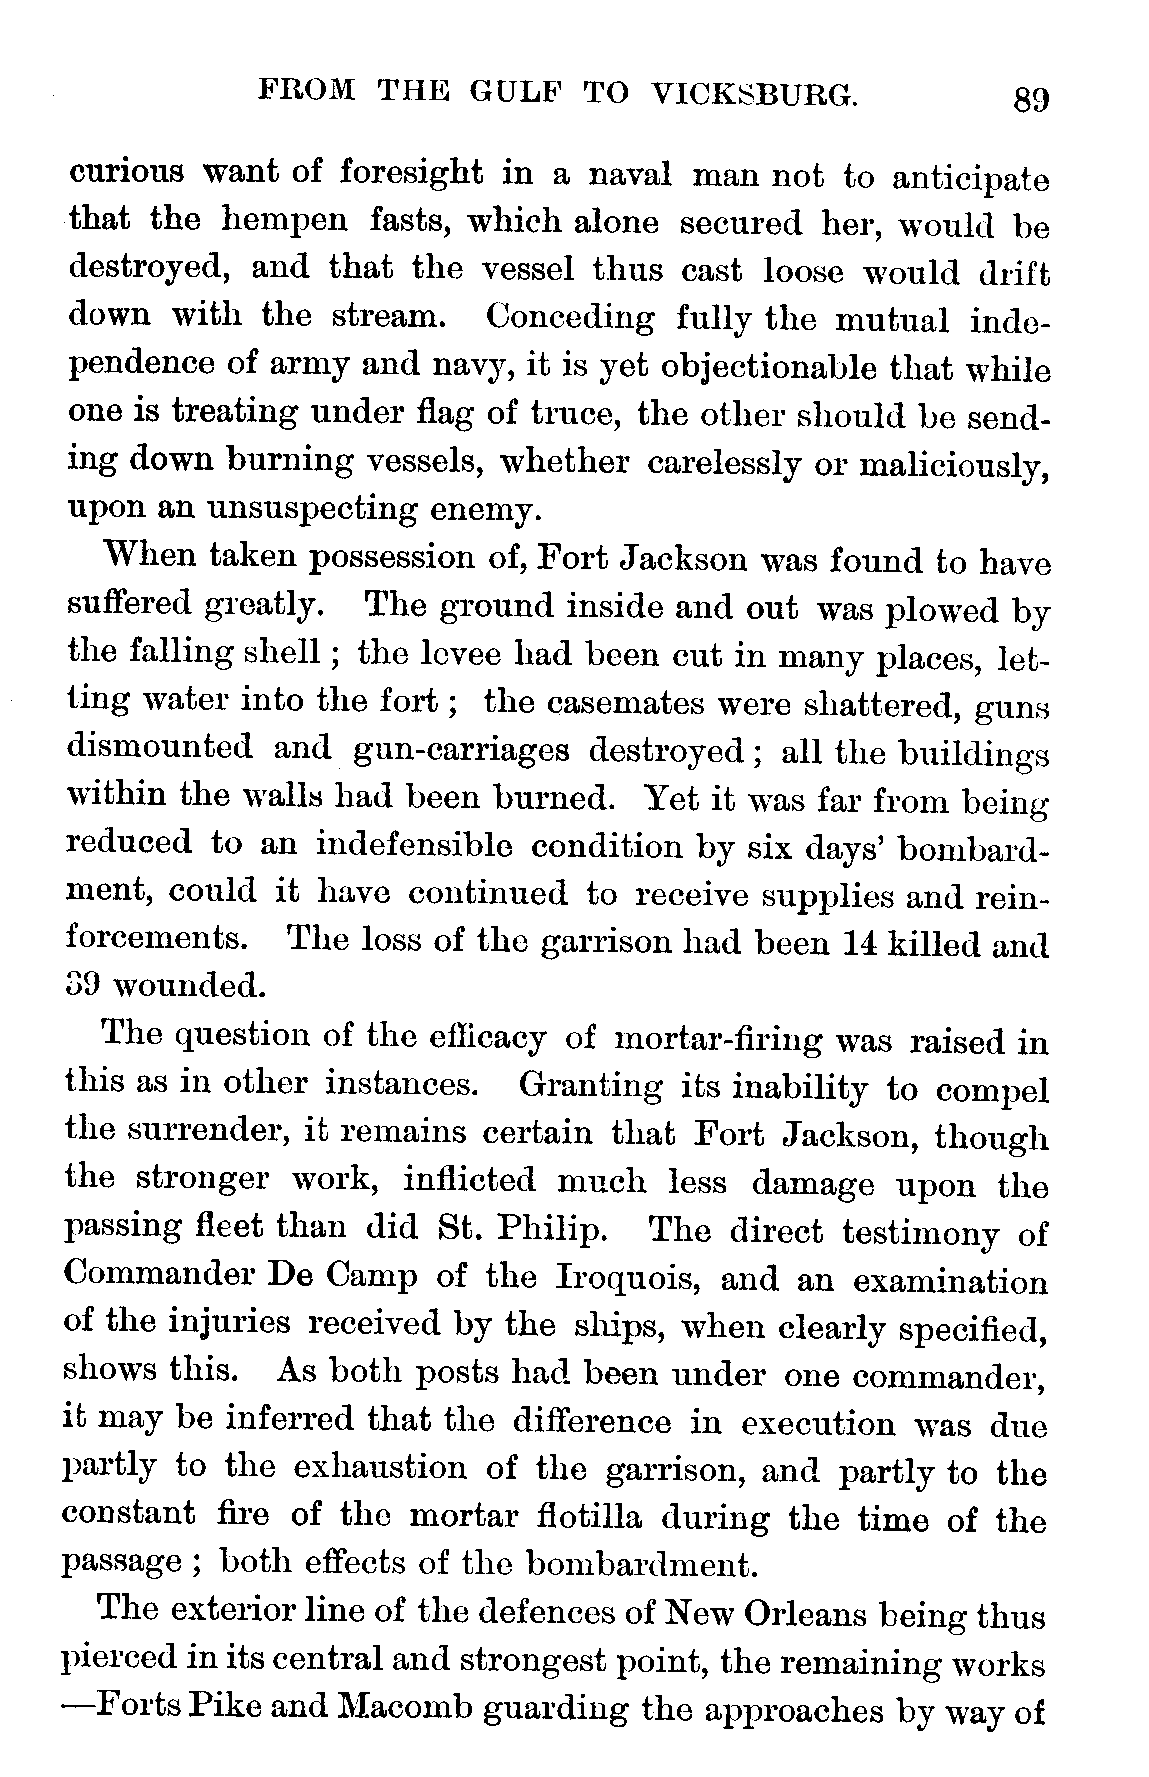 FROM THE GULF TO VICKSBURG. 89
curious want of foresight in a naval man not to anticipate
that the hempen fasts, which alone secured her, would be
destroyed, and that the vessel thus cast loose would drift
down with the stream. Conceding fully the mutual inde-
pendence of army and navy, it is yet objectionable that while
one is treating under flag of truce, the other should be send-
ing down burning vessels, whether carelessly or maliciously,
upon an unsuspecting enemy.
When taken possession of, Fort Jackson was found to have
suffered greatly. The ground inside and out was plowed by
the falling shell ; the levee had been cut in many places, let-
ting water into the fort ; the casemates were shattered, guns
dismounted and gun-carriages destroyed ; all the buildings
within the walls had been burned. Yet it was far from being
reduced to an indefensible condition by six days' bombard-
ment, could it have continued to receive supplies and rein-
forcements. The loss of the garrison had been 14 killed and
39 wounded.
The question of the efficacy of mortar-firing was raised in
this as in other instances. Granting its inability to compel
the surrender, it remains certain that Fort Jackson, though
the stronger work, inflicted much less damage upon the
passing fleet than did St. Philip. The direct testimony of
Commander De Camp of the Iroquois, and an examination
of the injuries received by the ships, when clearly specified,
shows this. As both posts had been under one commander,
it may be inferred that the difference in execution was due
partly to the exhaustion of the garrison, and partly to the
constant fire of the mortar flotilla during the time of the
passage ; both effects of the bombardment.
The exterior line of the defences of New Orleans being thus
pierced in its central and strongest point, the remaining works
—Forts Pike and Macomb guarding the approaches by way of